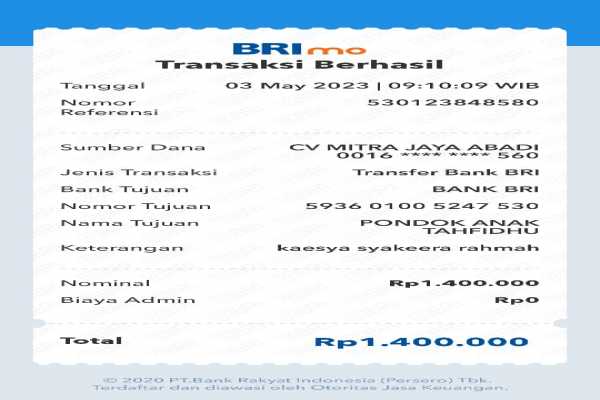 BRImo
Transaksi Berhasil
Tanggal 03 May 2023 | 09:10:09 WIB
Nomor Referensi 530123848580
Sumber Dana CV MITRA JAYA ABADI
0016 **** **** 560
Jenis Transaksi Transfer Bank BRI
Bank Tujuan BANK BRI
Nomor Tujuan 5936 0100 5247 530
Nama Tujuan PONDOK ANAK
TAHFIDHU
Keterangan kaesya syakeera rahmah
Nominal Rp1.400.000
Biaya Admin Rp0
Total Rp1.400.000
© 2020 PT.Bank Rakyat Indonesia (Persero) Tbk.
Terdaftar dan diawasi oleh Otoritas Jasa Keuangan.